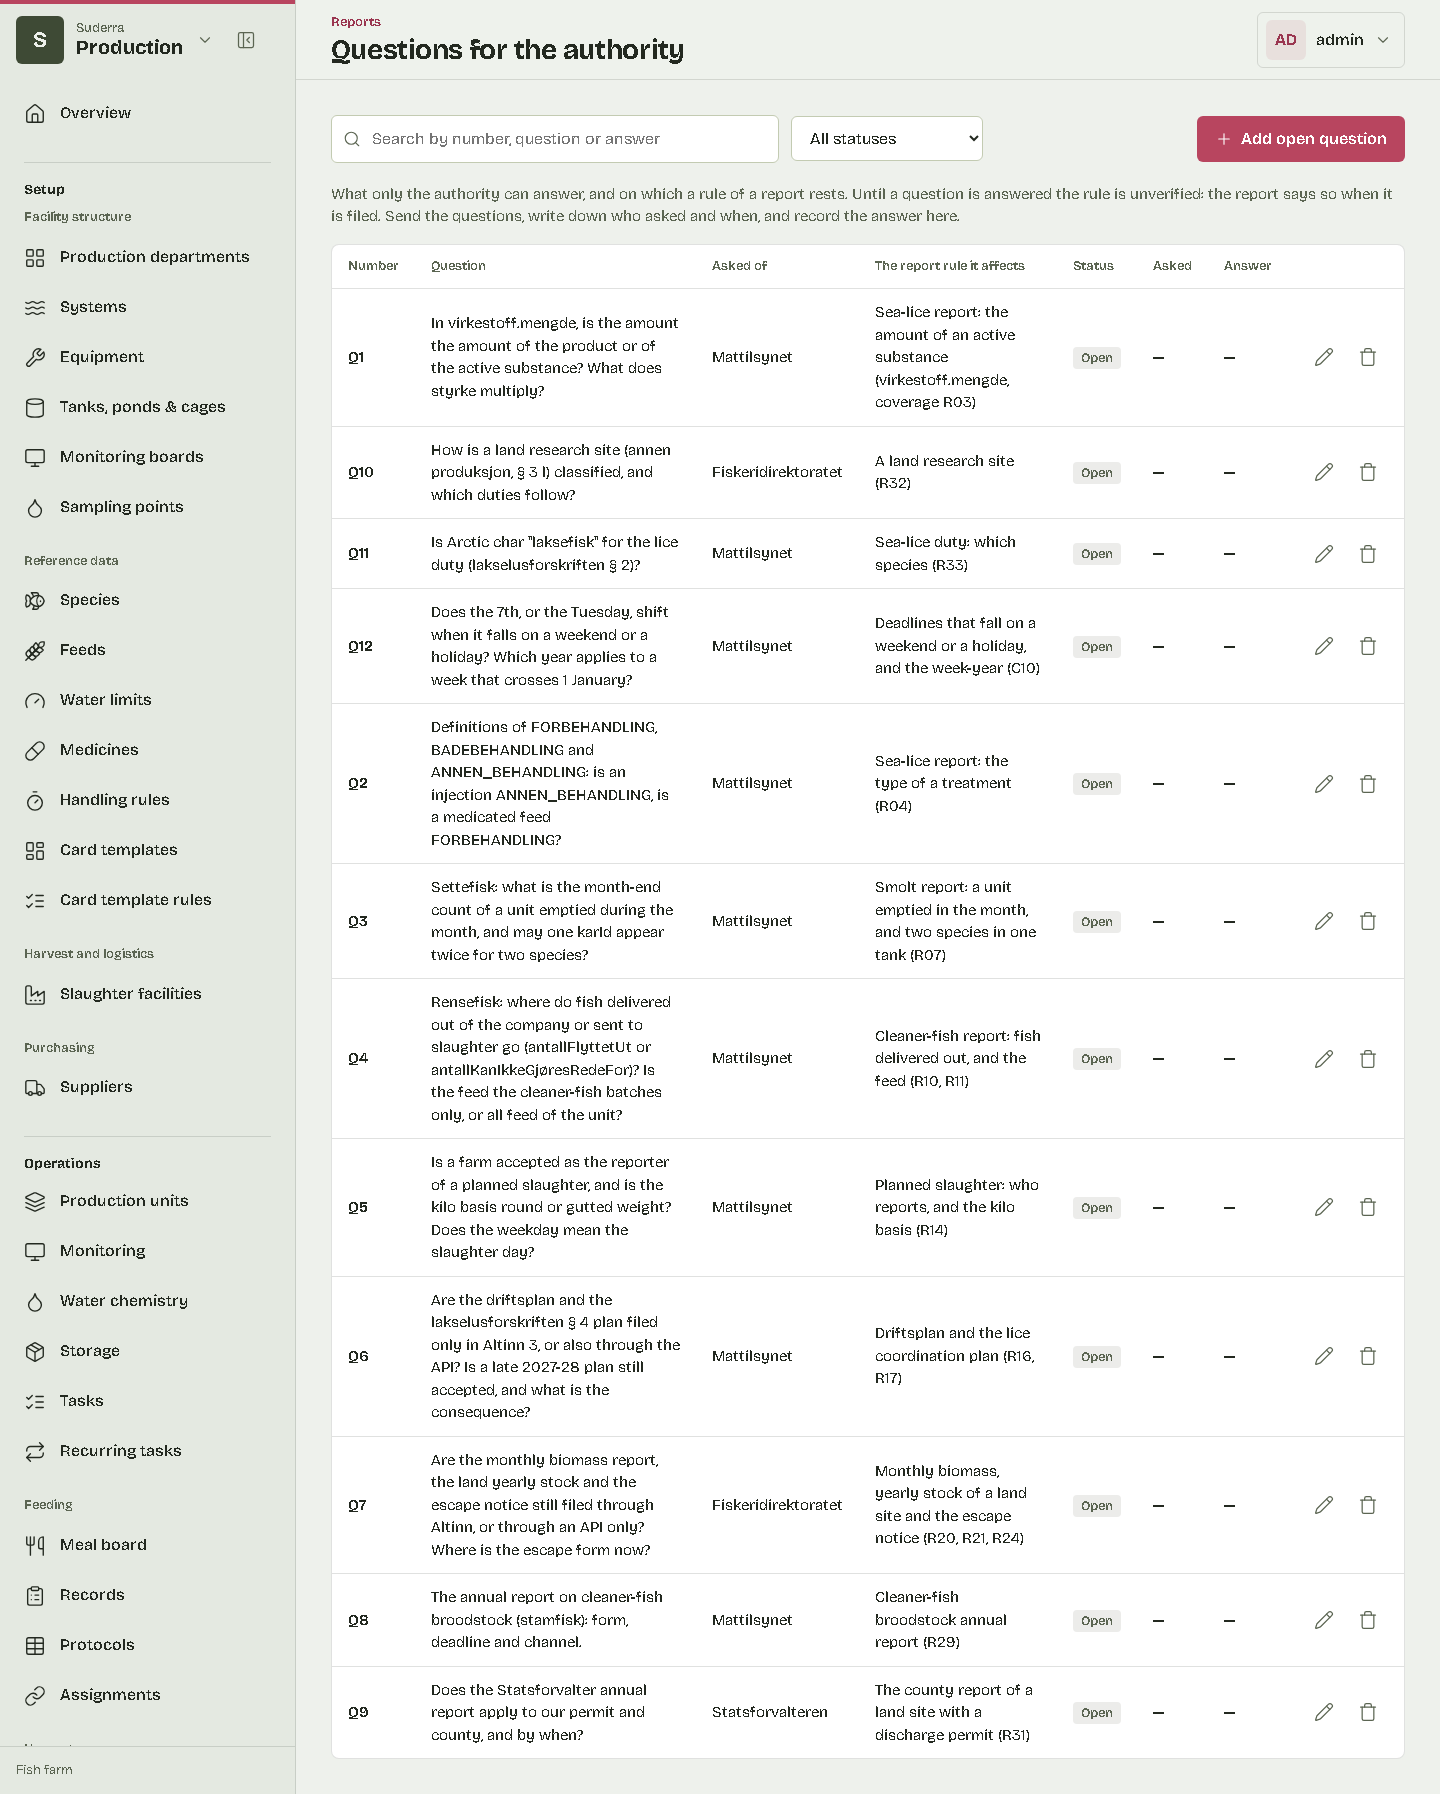 S
Suderra
Production
Overview
Setup
Facility structure
Production departments
Systems
Equipment
Tanks, ponds & cages
Monitoring boards
Sampling points
Reference data
Species
Feeds
Water limits
Medicines
Handling rules
Card templates
Card template rules
Harvest and logistics
Slaughter facilities
Purchasing
Suppliers
Operations
Production units
Monitoring
Water chemistry
Storage
Tasks
Recurring tasks
Feeding
Meal board
Records
Protocols
Assignments
Fish farm
Reports
Questions for the authority
AD admin
Search by number, question or answer
All statuses
Add open question
What only the authority can answer, and on which a rule of a report rests. Until a question is answered the rule is unverified: the report says so when it
is filed. Send the questions, write down who asked and when, and record the answer here.
Number Question Asked of The report rule it affects Status Asked Answer
Q1
In virkestoff.mengde, is the amount
the amount of the product or of
the active substance? What does
styrke multiply?
Mattilsynet
Sea-lice report: the
amount of an active
substance
(virkestoff.mengde,
coverage R03)
Open – –
Q10
How is a land research site (annen
produksjon, § 3 l) classified, and
which duties follow?
Fiskeridirektoratet
A land research site
(R32)
Open – –
Q11
Is Arctic char "laksefisk" for the lice
duty (lakselusforskriften § 2)?
Mattilsynet
Sea-lice duty: which
species (R33)
Open – –
Q12
Does the 7th, or the Tuesday, shift
when it falls on a weekend or a
holiday? Which year applies to a
week that crosses 1 January?
Mattilsynet
Deadlines that fall on a
weekend or a holiday,
and the week-year (C10)
Open – –
Q2
Definitions of FORBEHANDLING,
BADEBEHANDLING and
ANNEN_BEHANDLING: is an
injection ANNEN_BEHANDLING, is
a medicated feed
FORBEHANDLING?
Mattilsynet
Sea-lice report: the
type of a treatment
(R04)
Open – –
Q3
Settefisk: what is the month-end
count of a unit emptied during the
month, and may one karId appear
twice for two species?
Mattilsynet
Smolt report: a unit
emptied in the month,
and two species in one
tank (R07)
Open – –
Q4
Rensefisk: where do fish delivered
out of the company or sent to
slaughter go (antallFlyttetUt or
antallKanIkkeGjøresRedeFor)? Is
the feed the cleaner-fish batches
only, or all feed of the unit?
Mattilsynet
Cleaner-fish report: fish
delivered out, and the
feed (R10, R11)
Open – –
Q5
Is a farm accepted as the reporter
of a planned slaughter, and is the
kilo basis round or gutted weight?
Does the weekday mean the
slaughter day?
Mattilsynet
Planned slaughter: who
reports, and the kilo
basis (R14)
Open – –
Q6
Are the driftsplan and the
lakselusforskriften § 4 plan filed
only in Altinn 3, or also through the
API? Is a late 2027-28 plan still
accepted, and what is the
consequence?
Mattilsynet
Driftsplan and the lice
coordination plan (R16,
R17)
Open – –
Q7
Are the monthly biomass report,
the land yearly stock and the
escape notice still filed through
Altinn, or through an API only?
Where is the escape form now?
Fiskeridirektoratet
Monthly biomass,
yearly stock of a land
site and the escape
notice (R20, R21, R24)
Open – –
Q8
The annual report on cleaner-fish
broodstock (stamfisk): form,
deadline and channel.
Mattilsynet
Cleaner-fish
broodstock annual
report (R29)
Open – –
Q9
Does the Statsforvalter annual
report apply to our permit and
county, and by when?
Statsforvalteren
The county report of a
land site with a
discharge permit (R31)
Open – –